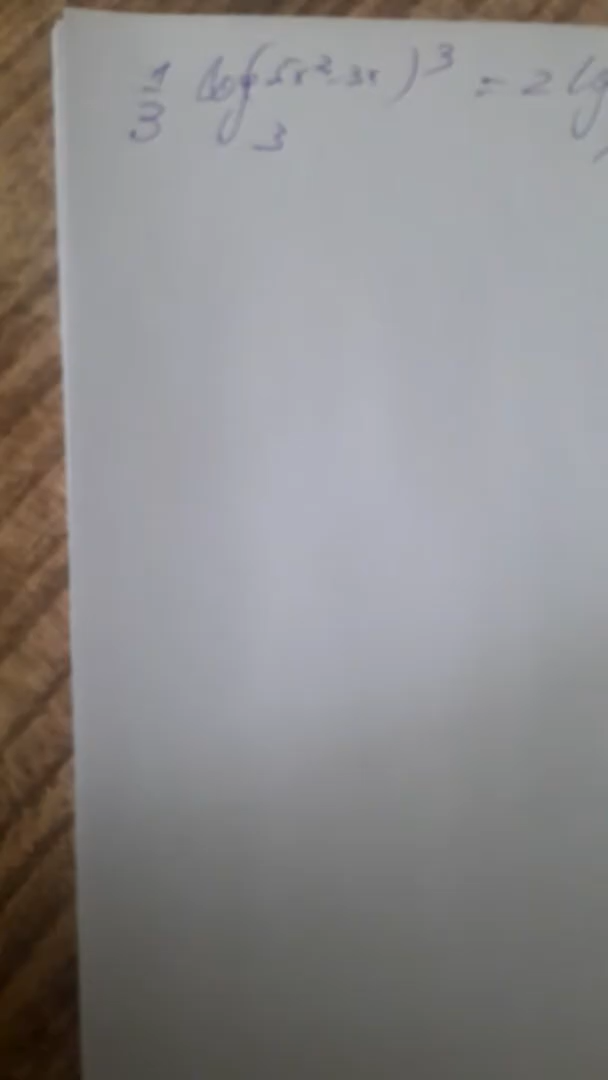 1/3 log₃(5x²-3x)³ = 2 lg